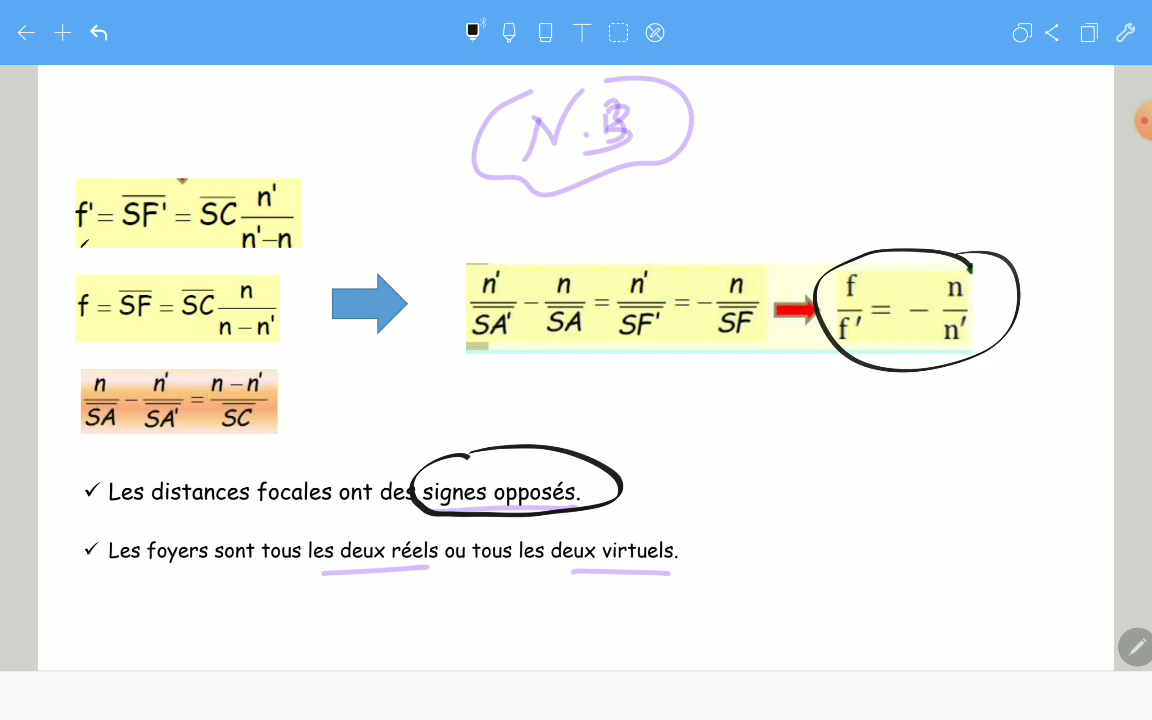 N.B
f' = SF' = SC n'/(n'−n)
f = SF = SC n/(n−n')
n'/SA' − n/SA = n'/SF' = − n/SF
f/f' = − n/n'
n/SA − n'/SA' = (n−n')/SC
✓ Les distances focales ont des signes opposés.
✓ Les foyers sont tous les deux réels ou tous les deux virtuels.